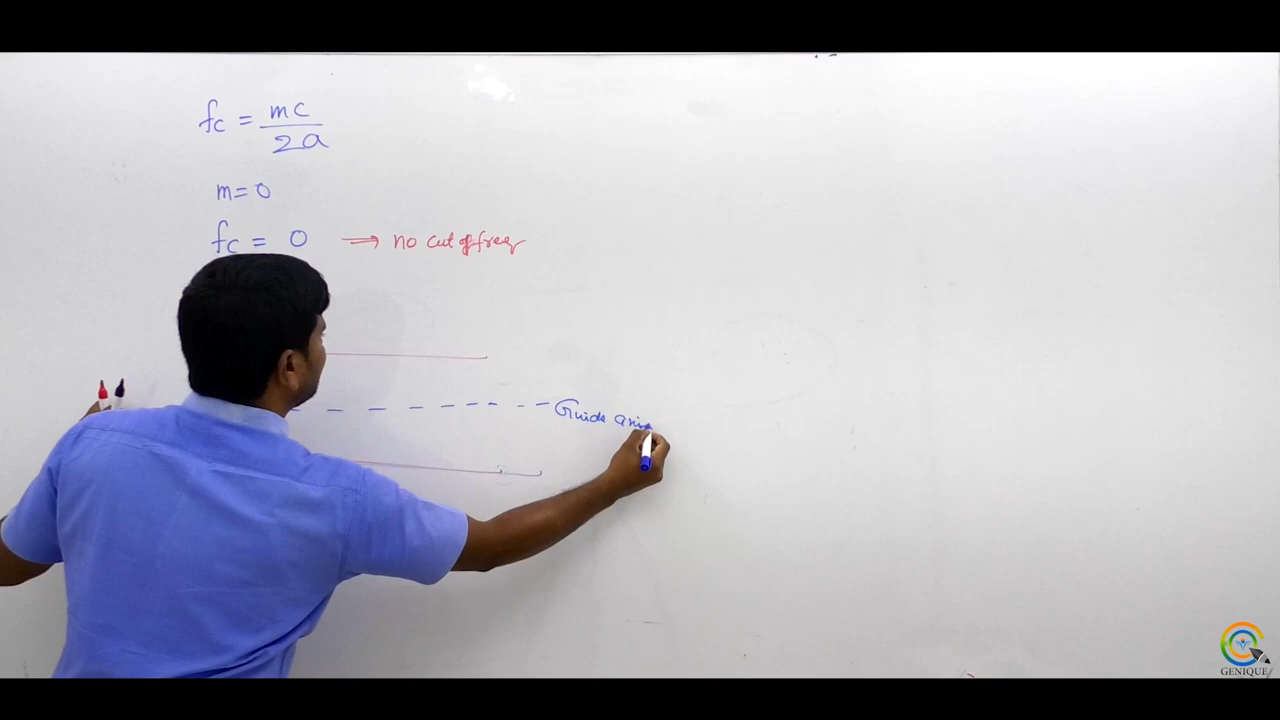 fc = mc / 2a
m = 0
fc = 0 → no cut off freq
Guide axis
GENIQUE